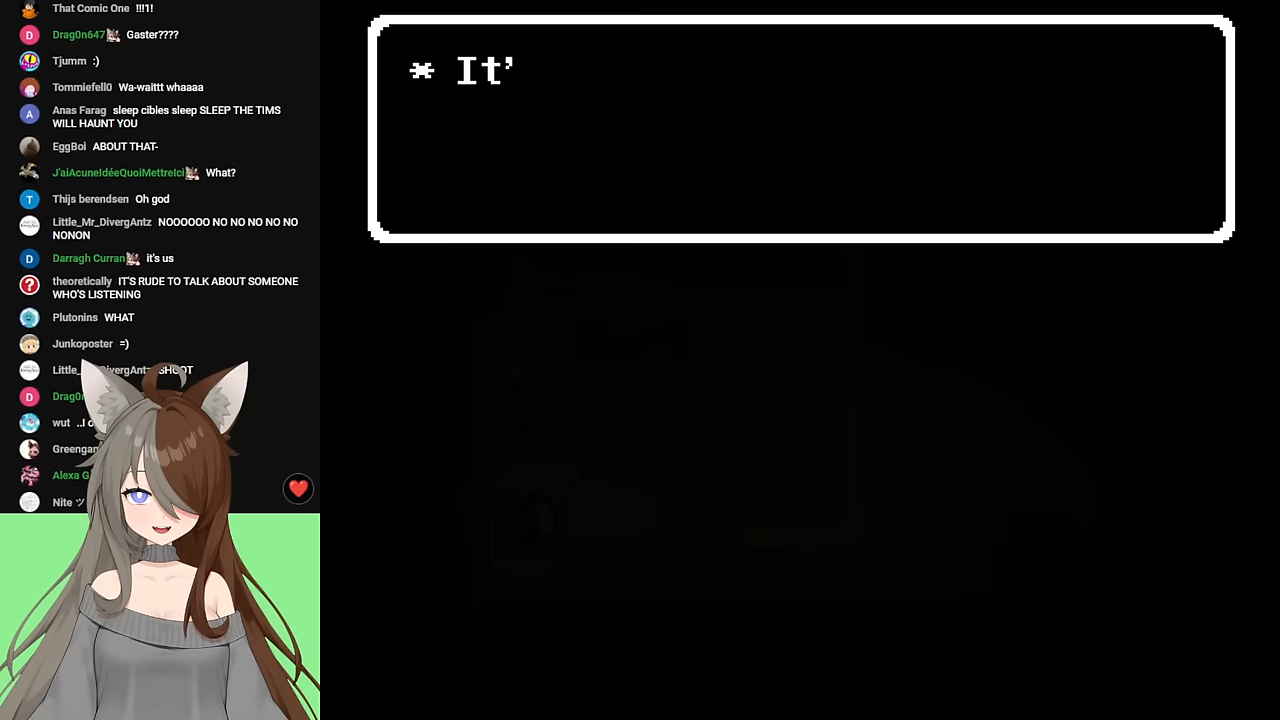 That Comic One !!!1!
D Drag0n647 Gaster????
Tjumm :)
Tommiefell0 Wa-waittt whaaaa
A Anas Farag sleep cibles sleep SLEEP THE TIMS
WILL HAUNT YOU
EggBoi ABOUT THAT-
J'aiAcuneIdéeQuoiMettreIci What?
T Thijs berendsen Oh god
Little_Mr_DivergAntz NOOOOOO NO NO NO NO NO
NONON
D Darragh Curran it's us
? theoretically IT'S RUDE TO TALK ABOUT SOMEONE
WHO'S LISTENING
Plutonins WHAT
Junkoposter =)
D
wut
Alexa
Nite ツ
* It'